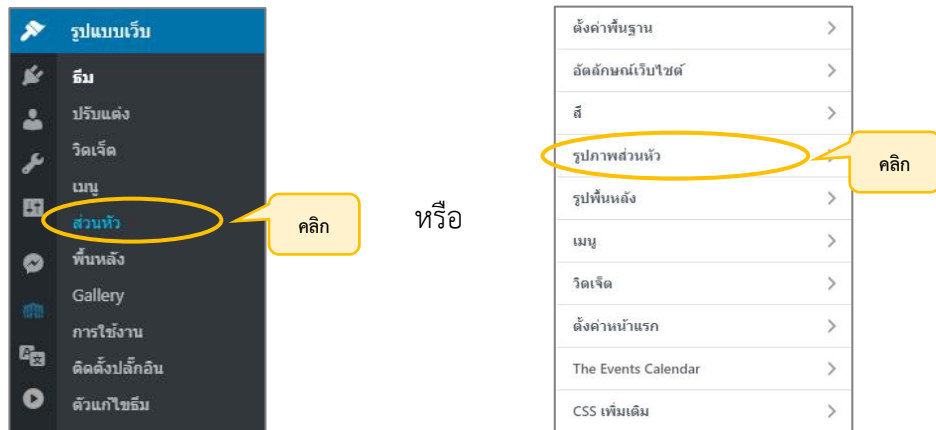 รูปแบบเว็บ
ธีม
ปรับแต่ง
วิดเจ็ต
เมนู
ส่วนหัว
คลิก
พื้นหลัง
Gallery
การใช้งาน
ติดตั้งปลั๊กอิน
ตัวแก้ไขธีม
หรือ
ตั้งค่าพื้นฐาน
อัตลักษณ์เว็บไซต์
สี
รูปภาพส่วนหัว
คลิก
รูปพื้นหลัง
เมนู
วิดเจ็ต
ตั้งค่าหน้าแรก
The Events Calendar
CSS เพิ่มเติม